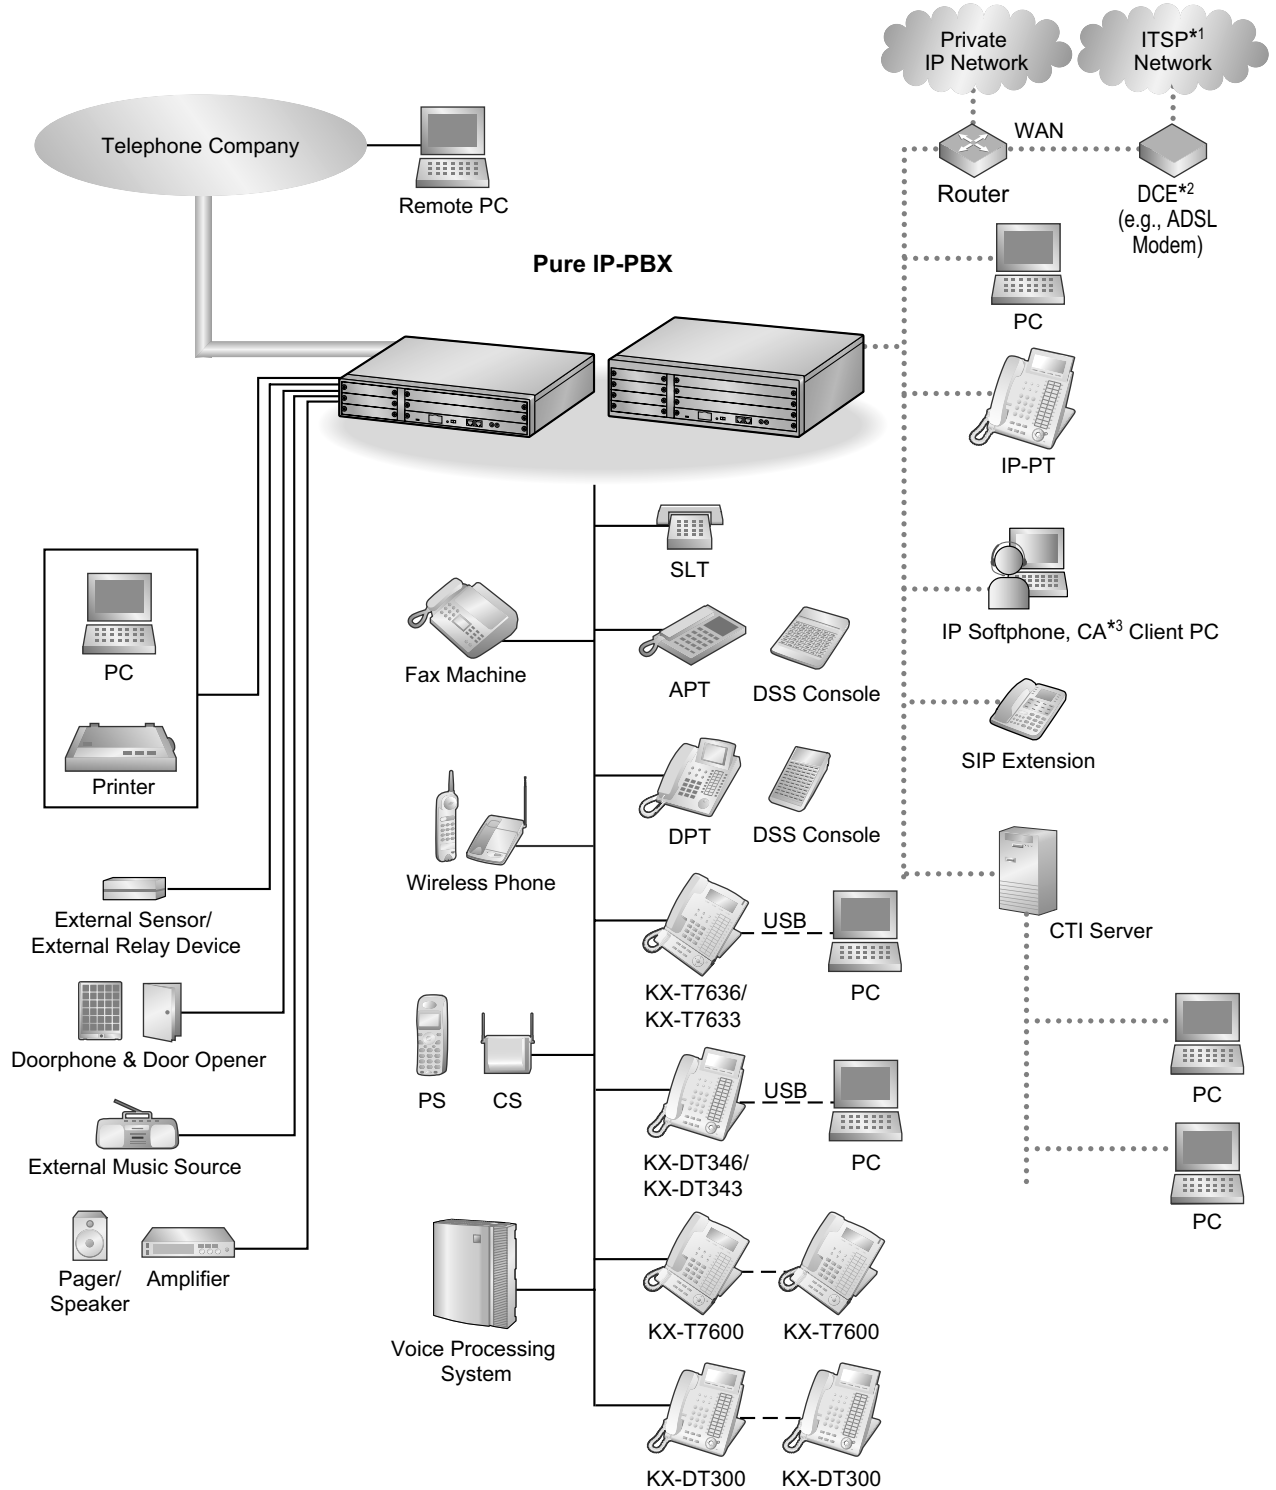 Private
IP Network
ITSP*1
Network
Telephone Company
Remote PC
WAN
Router
DCE*2
(e.g., ADSL
Modem)
Pure IP-PBX
PC
IP-PT
SLT
IP Softphone, CA*3 Client PC
Fax Machine
APT
DSS Console
PC
Printer
SIP Extension
DPT
DSS Console
Wireless Phone
External Sensor/
External Relay Device
USB
KX-T7636/
KX-T7633
PC
CTI Server
Doorphone & Door Opener
PS
CS
USB
KX-DT346/
KX-DT343
PC
PC
External Music Source
PC
Pager/
Speaker
Amplifier
Voice Processing
System
KX-T7600
KX-T7600
KX-DT300
KX-DT300